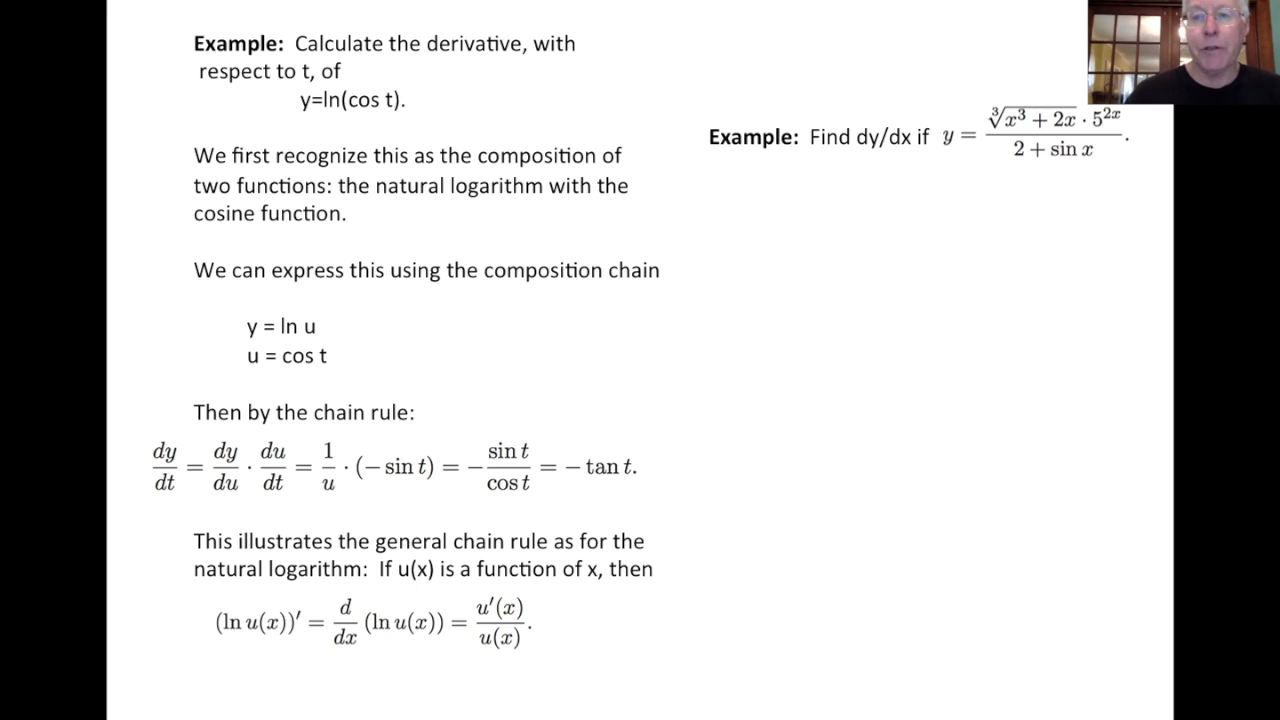 Example: Calculate the derivative, with
respect to t, of
y=ln(cos t).
We first recognize this as the composition of
two functions: the natural logarithm with the
cosine function.
We can express this using the composition chain
y = ln u
u = cos t
Then by the chain rule:
dy/dt = dy/du · du/dt = 1/u · (− sin t) = − sin t/cos t = − tan t.
This illustrates the general chain rule as for the
natural logarithm: If u(x) is a function of x, then
(ln u(x))′ = d/dx (ln u(x)) = u′(x)/u(x).
Example: Find dy/dx if y = ∛(x³ + 2x) · 5²ˣ / (2 + sin x).